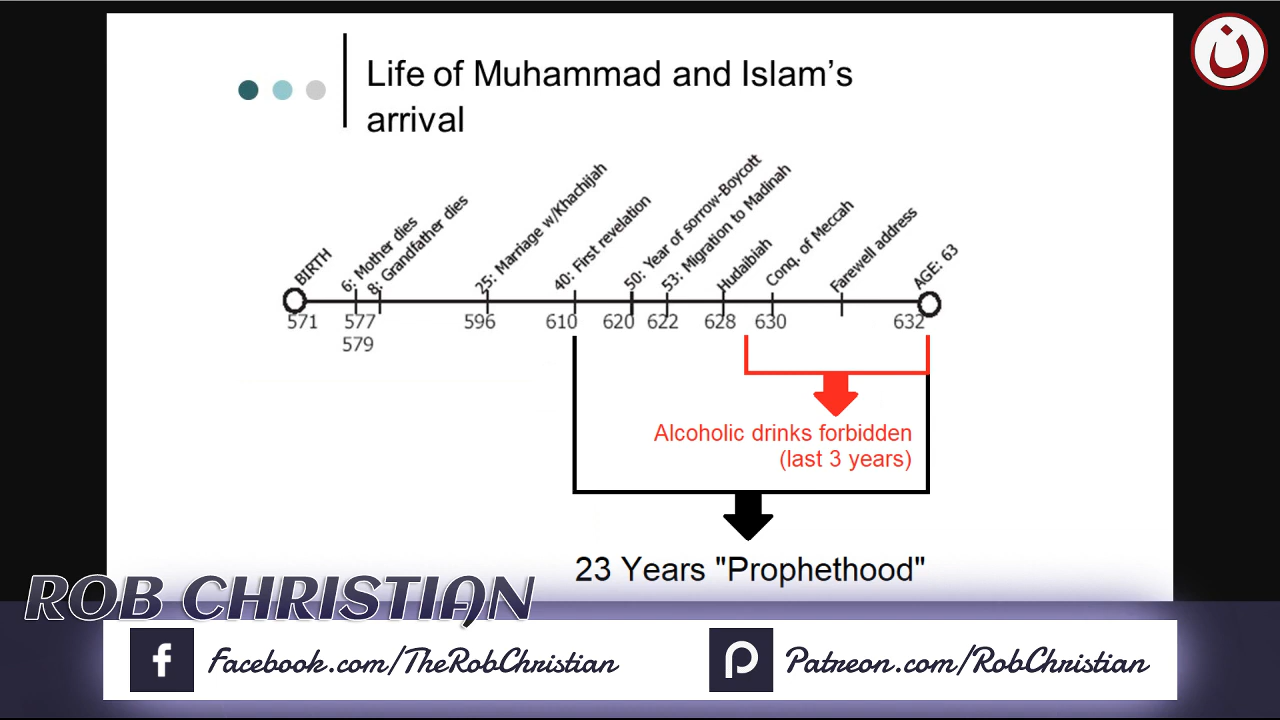 ن
Life of Muhammad and Islam’s
arrival
BIRTH
6: Mother dies
8: Grandfather dies
25: Marriage w/Khachijah
40: First revelation
50: Year of sorrow-Boycott
53: Migration to Madinah
Hudaibiah
Conq. of Meccah
Farewell address
AGE: 63
571 577 596 610 620 622 628 630 632
579
Alcoholic drinks forbidden
(last 3 years)
23 Years "Prophethood"
ROB CHRISTIAN
f Facebook.com/TheRobChristian Patreon.com/RobChristian